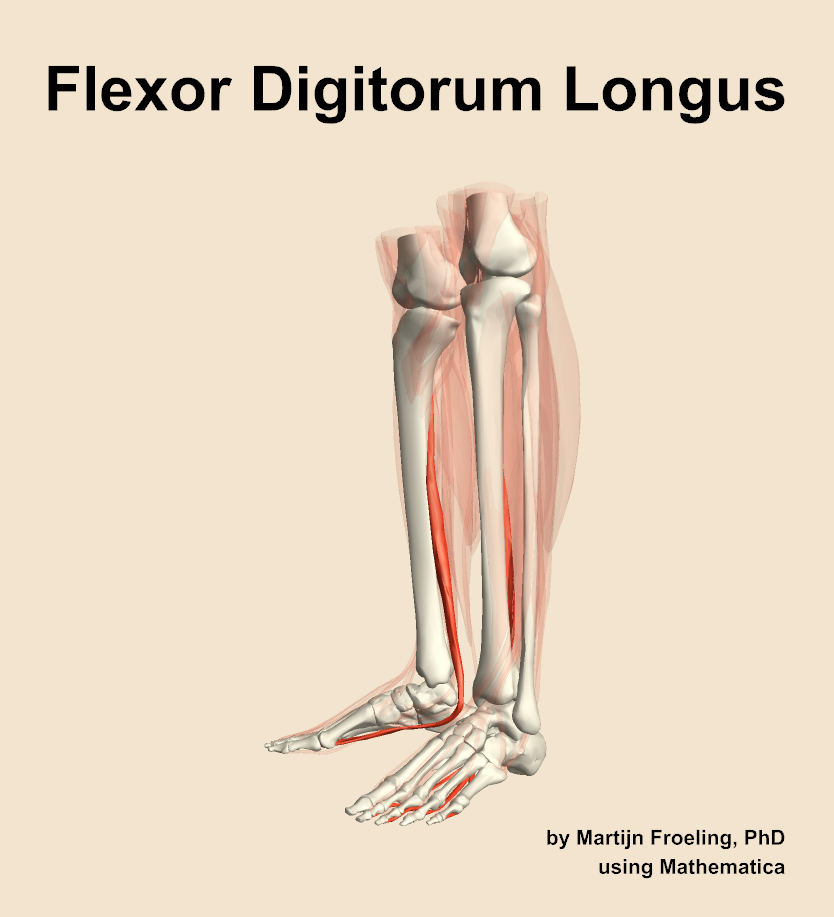 Flexor Digitorum Longus
by Martijn Froeling, PhD
using Mathematica